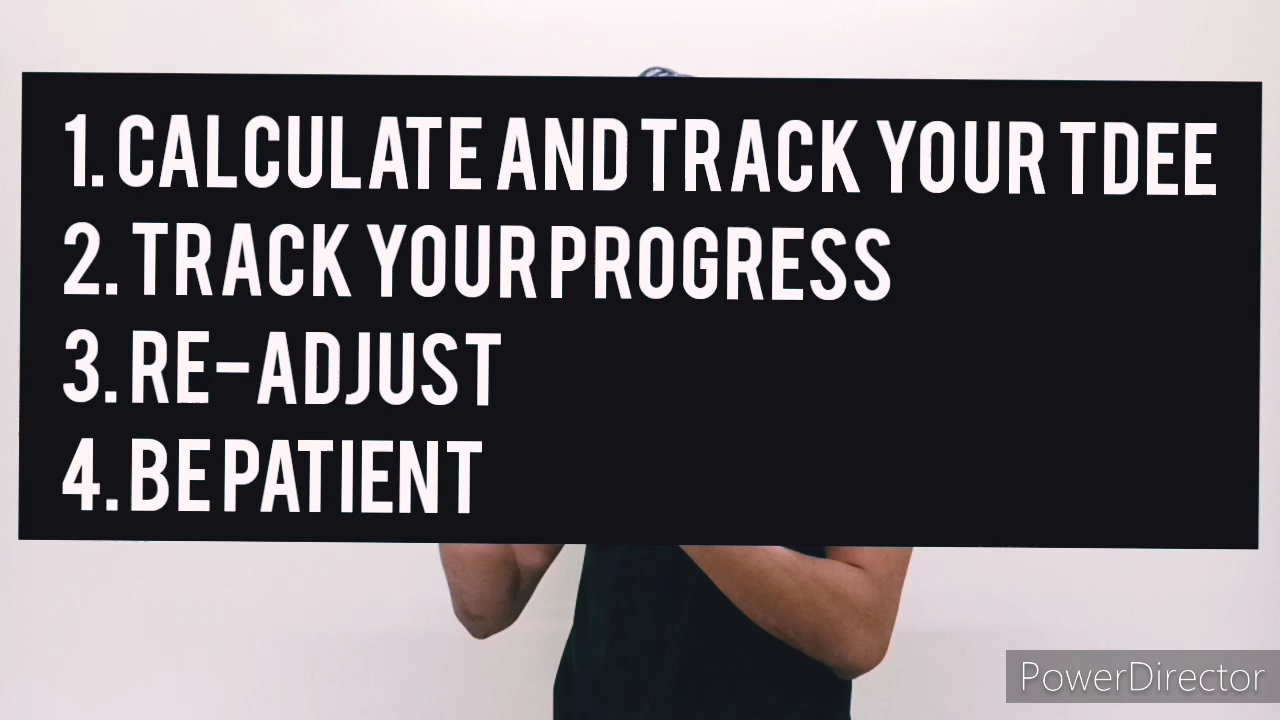 1. CALCULATE AND TRACK YOUR TDEE
2. TRACK YOUR PROGRESS
3. RE-ADJUST
4. BE PATIENT
PowerDirector